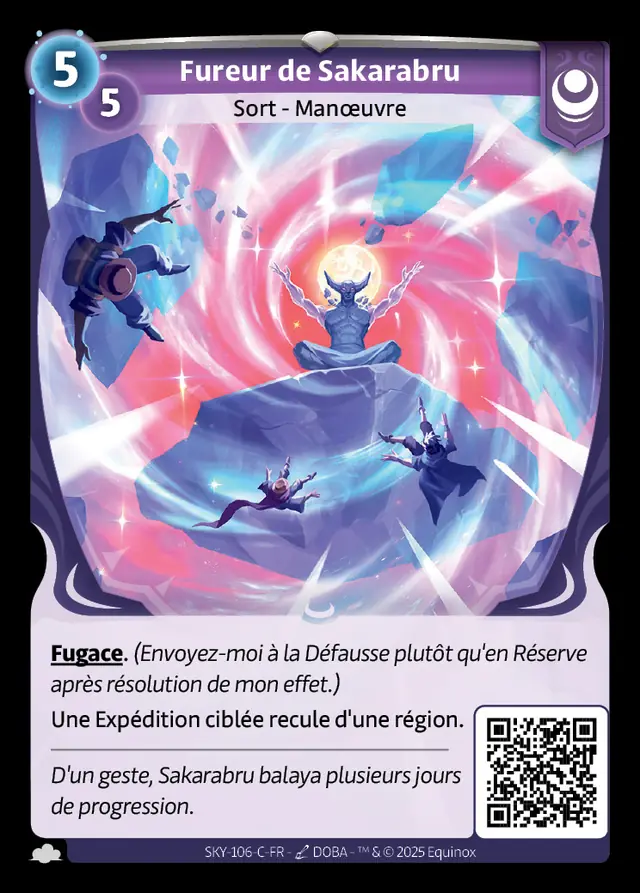 5
5
Fureur de Sakarabru
Sort - Manœuvre
Fugace. (Envoyez-moi à la Défausse plutôt qu'en Réserve
après résolution de mon effet.)
Une Expédition ciblée recule d'une région.
D'un geste, Sakarabru balaya plusieurs jours
de progression.
SKY-106-C-FR - DOBA - ™ & © 2025 Equinox